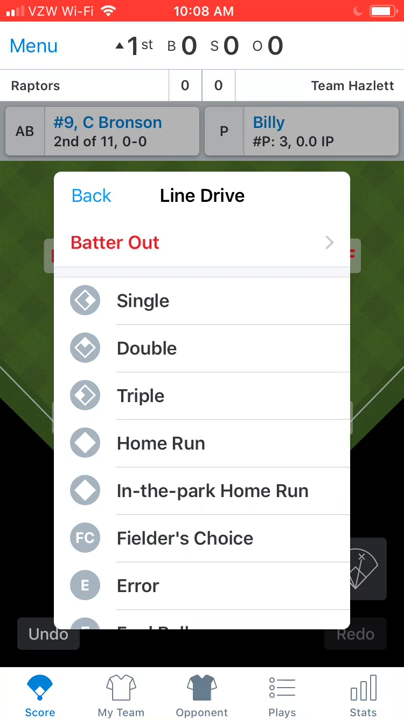 VZW Wi-Fi 10:08 AM
Menu ▲1st B 0 S 0 O 0
Raptors 0 0 Team Hazlett
AB #9, C Bronson
2nd of 11, 0-0
P Billy
#P: 3, 0.0 IP
Back Line Drive
Batter Out
Single
Double
Triple
Home Run
In-the-park Home Run
FC Fielder's Choice
E Error
Undo Redo
Score My Team Opponent Plays Stats